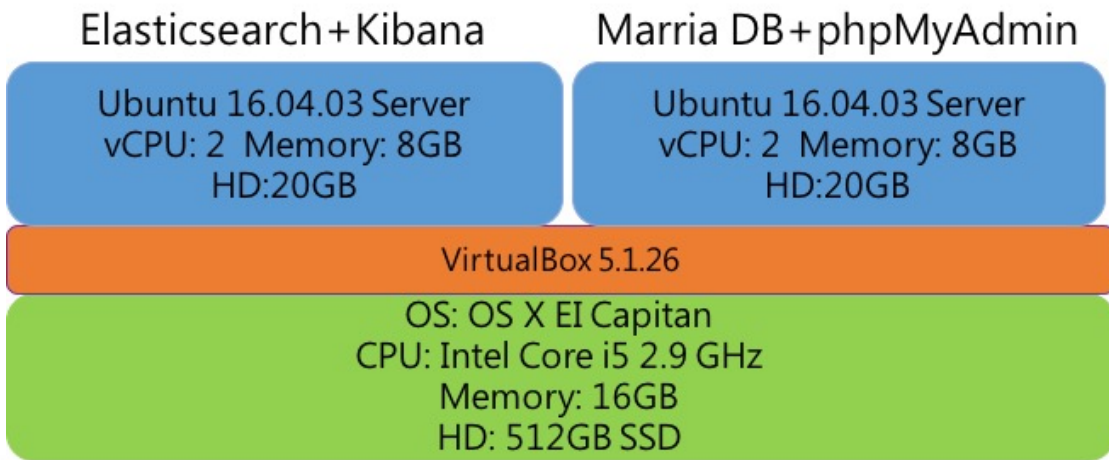 Elasticsearch+Kibana
Marria DB+phpMyAdmin
Ubuntu 16.04.03 Server
vCPU: 2 Memory: 8GB
HD:20GB
Ubuntu 16.04.03 Server
vCPU: 2 Memory: 8GB
HD:20GB
VirtualBox 5.1.26
OS: OS X EI Capitan
CPU: Intel Core i5 2.9 GHz
Memory: 16GB
HD: 512GB SSD